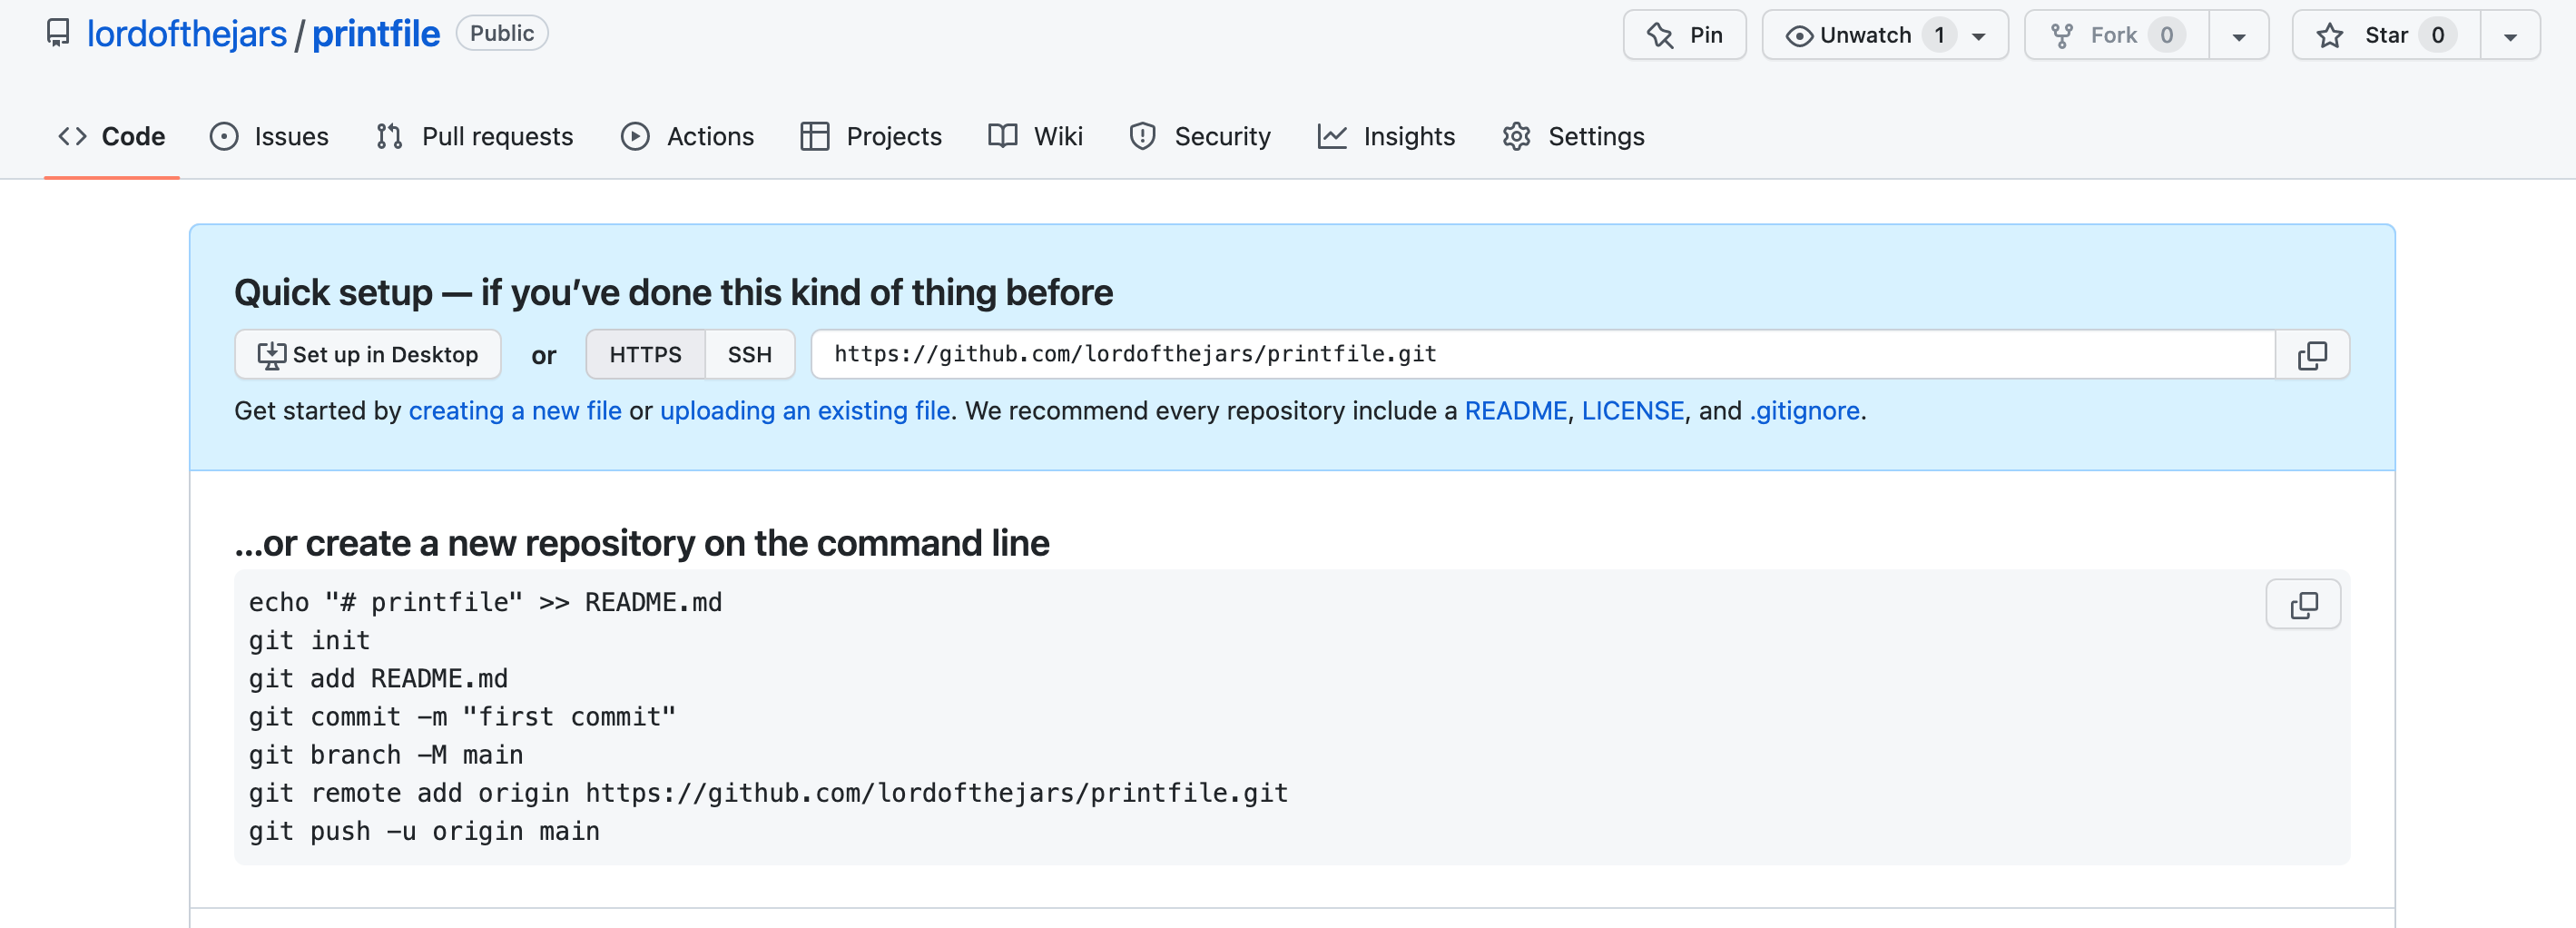 lordofthejars / printfile Public Pin Unwatch 1 Fork 0 Star 0
Code Issues Pull requests Actions Projects Wiki Security Insights Settings
Quick setup — if you’ve done this kind of thing before
Set up in Desktop or HTTPS SSH https://github.com/lordofthejars/printfile.git
Get started by creating a new file or uploading an existing file. We recommend every repository include a README, LICENSE, and .gitignore.
…or create a new repository on the command line
echo "# printfile" >> README.md
git init
git add README.md
git commit -m "first commit"
git branch -M main
git remote add origin https://github.com/lordofthejars/printfile.git
git push -u origin main